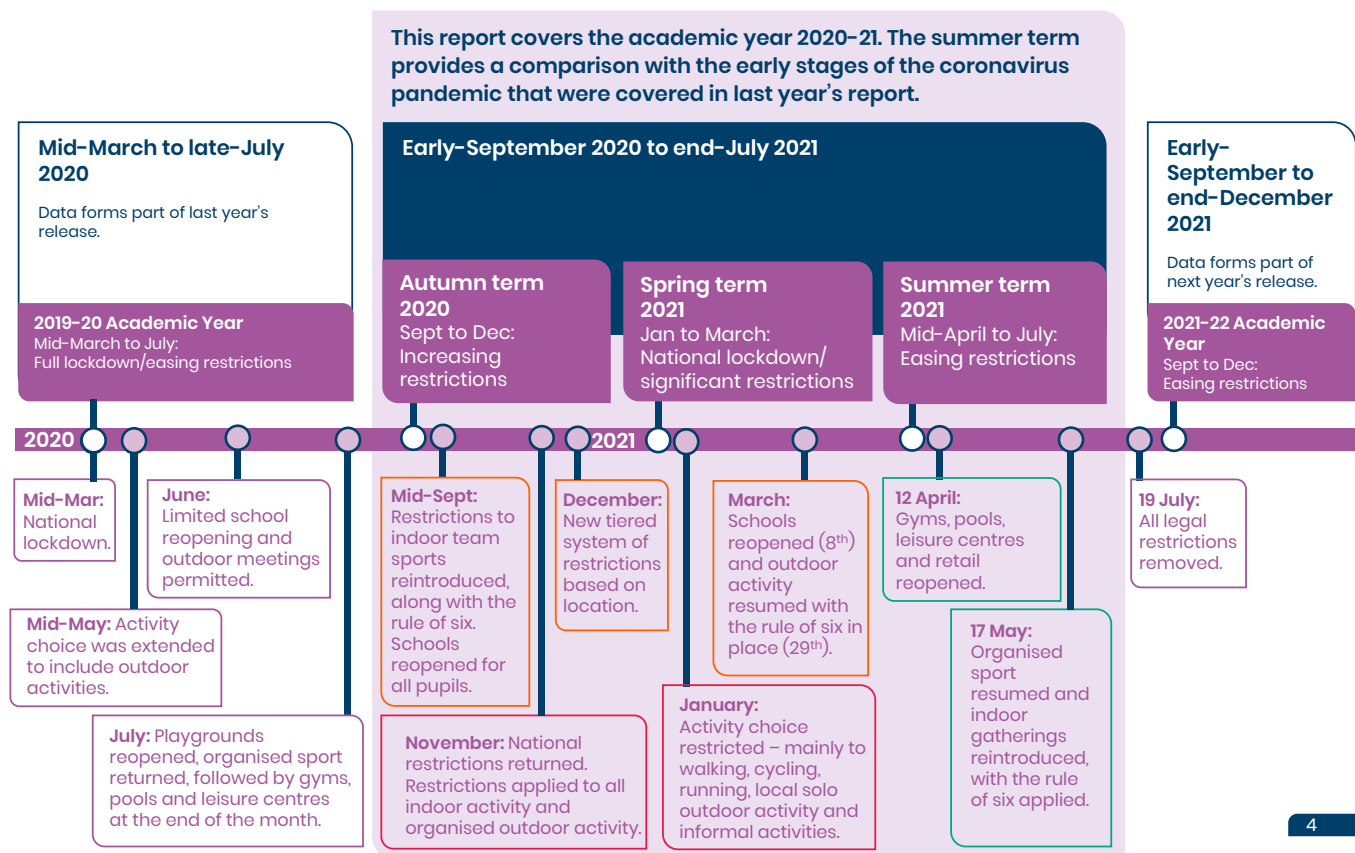 This report covers the academic year 2020-21. The summer term
provides a comparison with the early stages of the coronavirus
pandemic that were covered in last year's report.
Mid-March to late-July
2020
Data forms part of last year's
release.
2019-20 Academic Year
Mid-March to July:
Full lockdown/easing restrictions
Early-September 2020 to end-July 2021
Autumn term
2020
Sept to Dec:
Increasing
restrictions
Spring term
2021
Jan to March:
National lockdown/
significant restrictions
Summer term
2021
Mid-April to July:
Easing restrictions
Early-
September to
end-December
2021
Data forms part of
next year's release.
2021-22 Academic
Year
Sept to Dec:
Easing restrictions
2020
2021
Mid-Mar:
National
lockdown.
Mid-May: Activity
choice was extended
to include outdoor
activities.
June:
Limited school
reopening and
outdoor meetings
permitted.
July: Playgrounds
reopened, organised sport
returned, followed by gyms,
pools and leisure centres
at the end of the month.
Mid-Sept:
Restrictions to
indoor team
sports
reintroduced,
along with the
rule of six.
Schools
reopened for
all pupils.
November: National
restrictions returned.
Restrictions applied to all
indoor activity and
organised outdoor activity.
December:
New tiered
system of
restrictions
based on
location.
January:
Activity choice
restricted – mainly to
walking, cycling,
running, local solo
outdoor activity and
informal activities.
March:
Schools
reopened (8th)
and outdoor
activity
resumed with
the rule of six in
place (29th).
12 April:
Gyms, pools,
leisure centres
and retail
reopened.
17 May:
Organised
sport
resumed and
indoor
gatherings
reintroduced,
with the rule
of six applied.
19 July:
All legal
restrictions
removed.
4